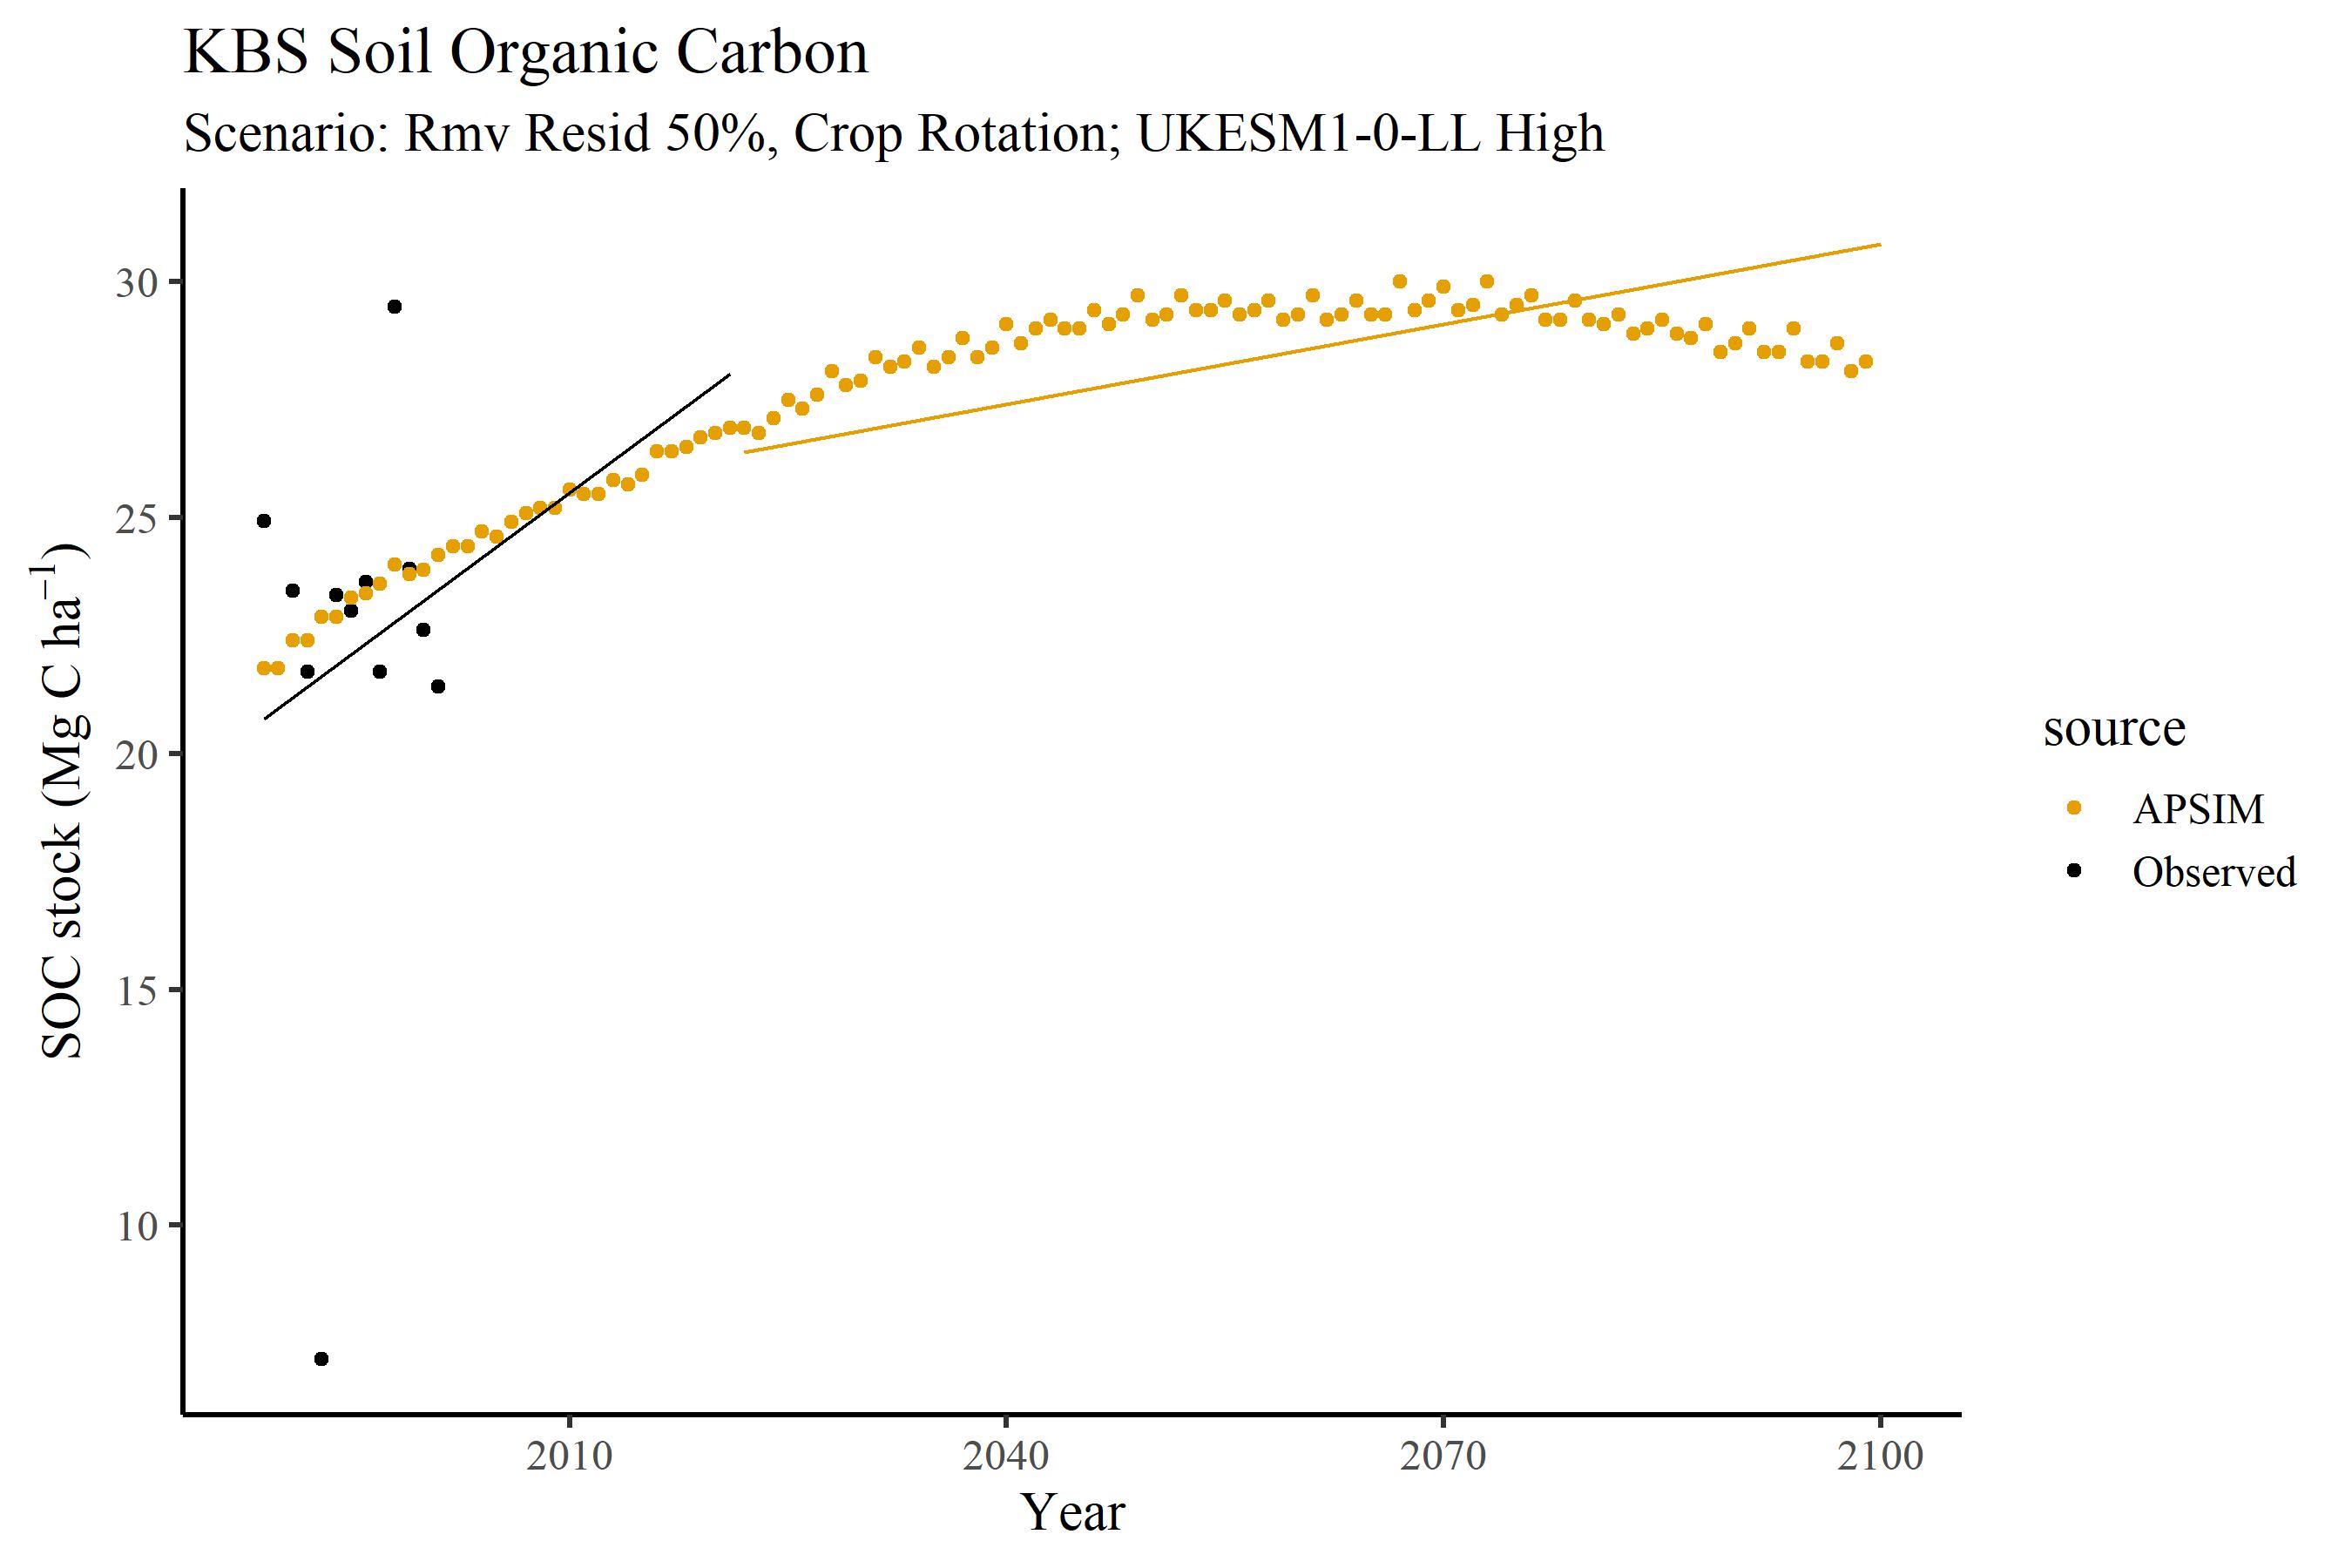 KBS Soil Organic Carbon
Scenario: Rmv Resid 50%, Crop Rotation; UKESM1-0-LL High
SOC stock (Mg C ha⁻¹)
30
25
20
15
10
2010
2040
2070
2100
Year
source
APSIM
Observed